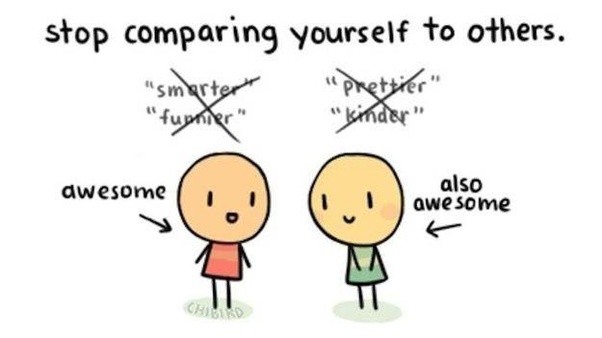 stop comparing yourself to others.
"smarter"
"funnier"
"prettier"
"kinder"
awesome
also
awesome
CHIBIRD